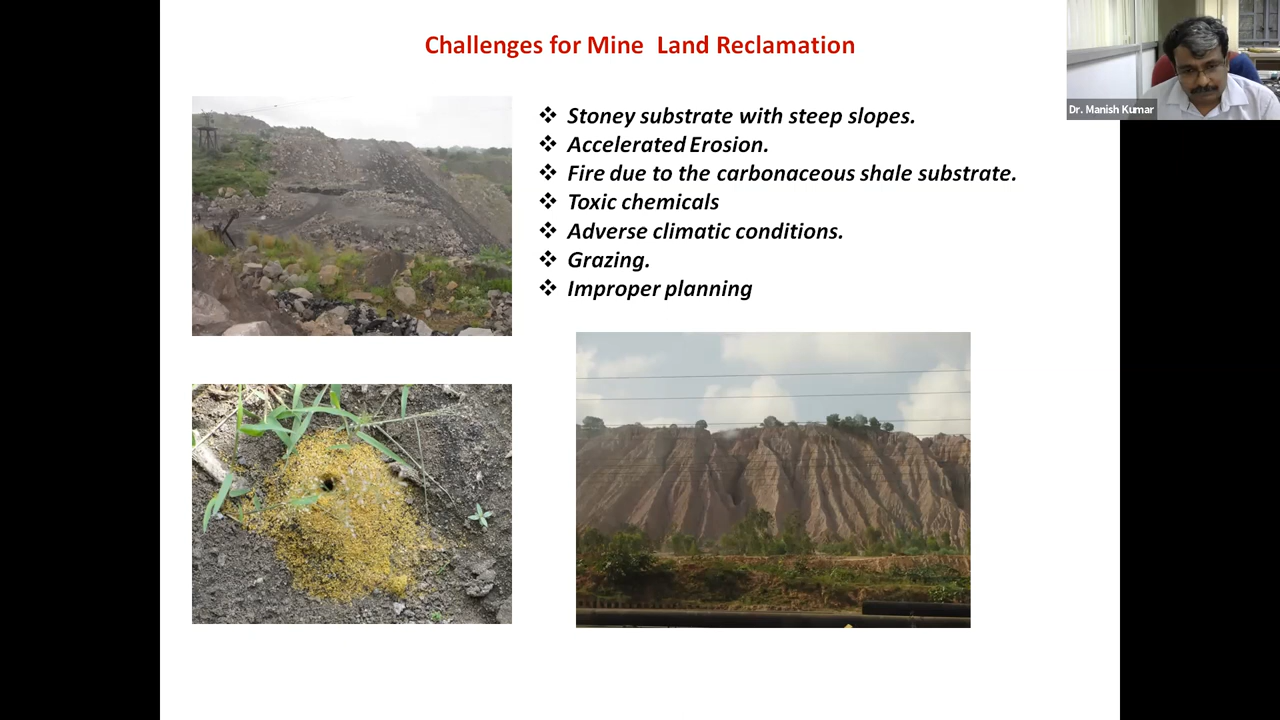 Challenges for Mine Land Reclamation
Dr. Manish Kumar
❖ Stoney substrate with steep slopes.
❖ Accelerated Erosion.
❖ Fire due to the carbonaceous shale substrate.
❖ Toxic chemicals
❖ Adverse climatic conditions.
❖ Grazing.
❖ Improper planning